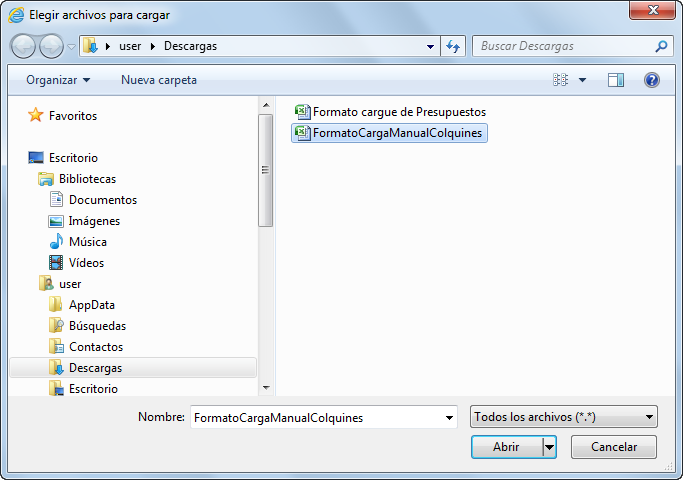 Elegir archivos para cargar
user Descargas
Buscar Descargas
Organizar
Nueva carpeta
?
Favoritos
Escritorio
Bibliotecas
Documentos
Imágenes
Música
Vídeos
user
AppData
Búsquedas
Contactos
Descargas
Escritorio
Formato cargue de Presupuestos
FormatoCargaManualColquines
Nombre: FormatoCargaManualColquines
Todos los archivos (*.*)
Abrir
Cancelar